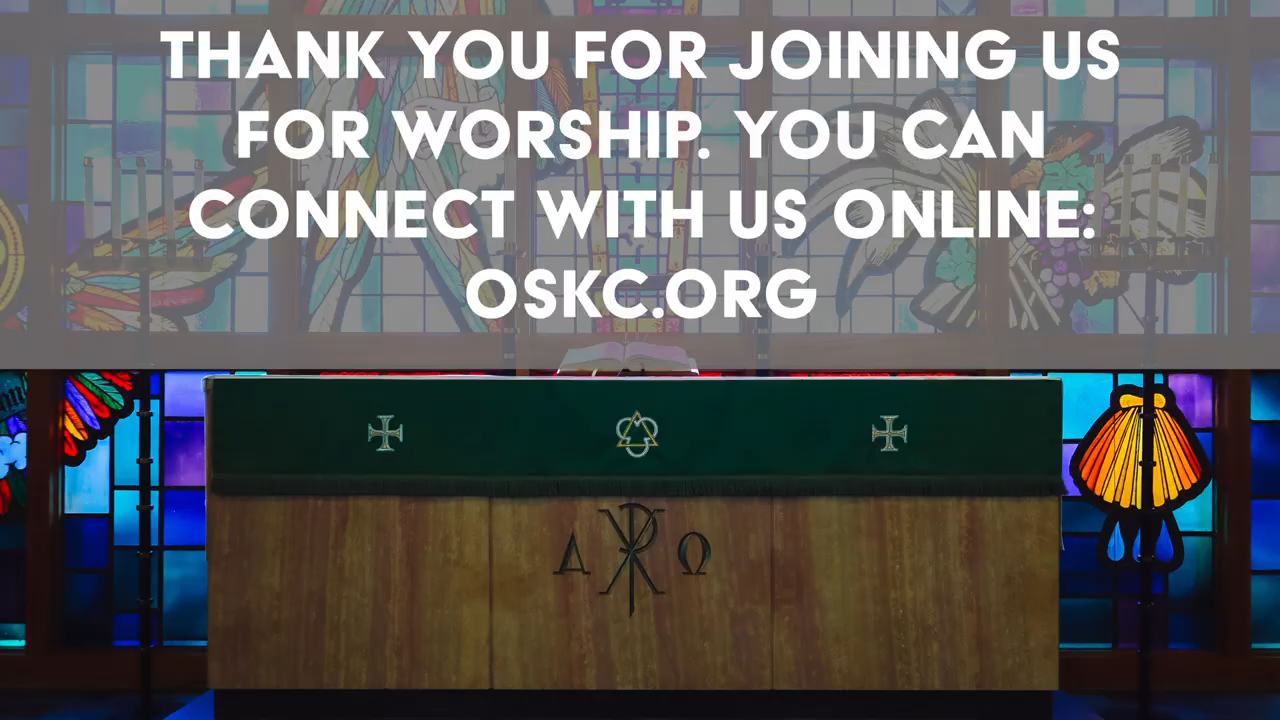 THANK YOU FOR JOINING US
FOR WORSHIP. YOU CAN
CONNECT WITH US ONLINE:
OSKC.ORG
Α ☧ Ω